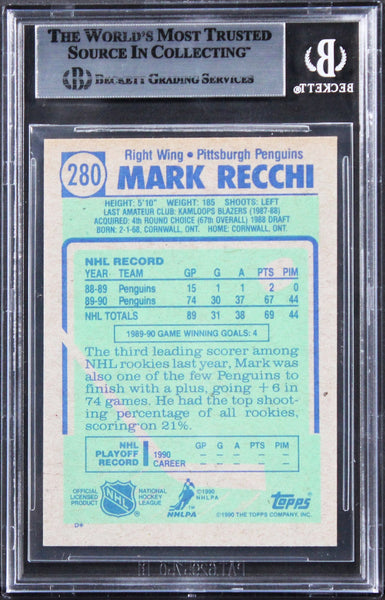 THE WORLD'S MOST TRUSTED
SOURCE IN COLLECTING™
BECKETT GRADING SERVICES
BECKETT
280
Right Wing • Pittsburgh Penguins
MARK RECCHI
HEIGHT: 5'10" WEIGHT: 185 SHOOTS: LEFT
LAST AMATEUR CLUB: KAMLOOPS BLAZERS (1987-88)
ACQUIRED: 4th ROUND CHOICE (67th OVERALL) 1988 DRAFT
BORN: 2-1-68, CORNWALL, ONT. HOME: CORNWALL, ONT.
NHL RECORD
YEAR TEAM GP G A PTS PIM
88-89 Penguins 15 1 1 2 0
89-90 Penguins 74 30 37 67 44
NHL TOTALS 89 31 38 69 44
1989-90 GAME WINNING GOALS: 4
The third leading scorer among
NHL rookies last year, Mark was
also one of the few Penguins to
finish with a plus, going +6 in
74 games. He had the top shoot-
ing percentage of all rookies,
scoring on 21%.
NHL PLAYOFF RECORD GP G A PTS PIM
1990
CAREER
OFFICIAL LICENSED PRODUCT
NHL
NATIONAL HOCKEY LEAGUE
©1990 NHLPA
NHLPA
Topps
©1990 THE TOPPS COMPANY, INC.
D*